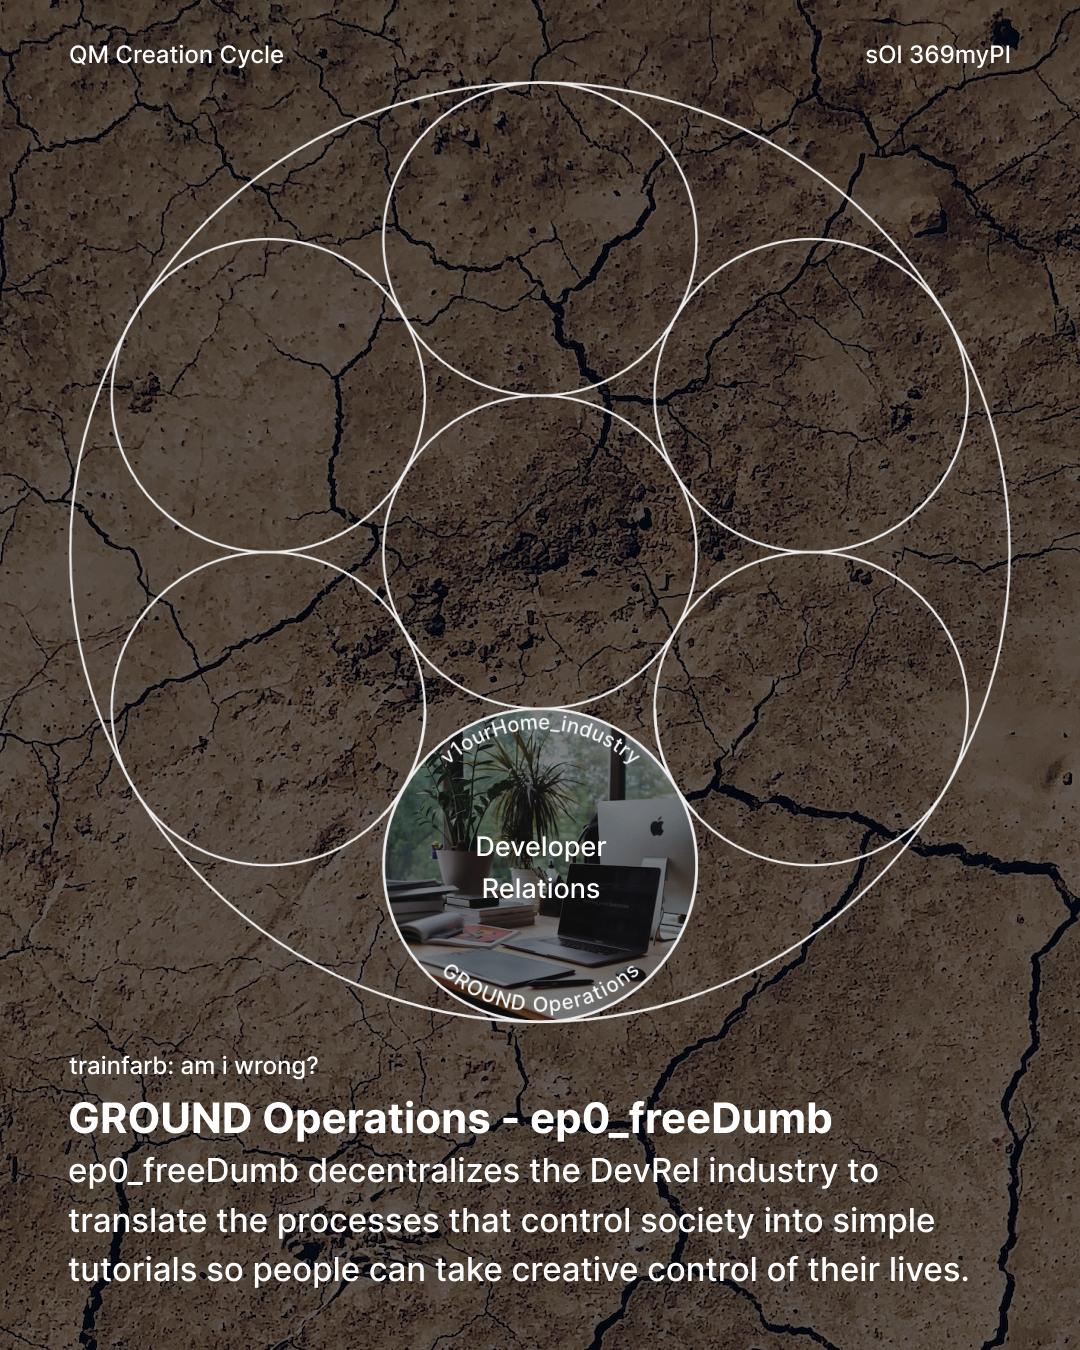 QM Creation Cycle
sOI 369myPI
v1ourHome_industry
Developer
Relations
GROUND Operations
trainfarb: am i wrong?
GROUND Operations - ep0_freeDumb
ep0_freeDumb decentralizes the DevRel industry to
translate the processes that control society into simple
tutorials so people can take creative control of their lives.